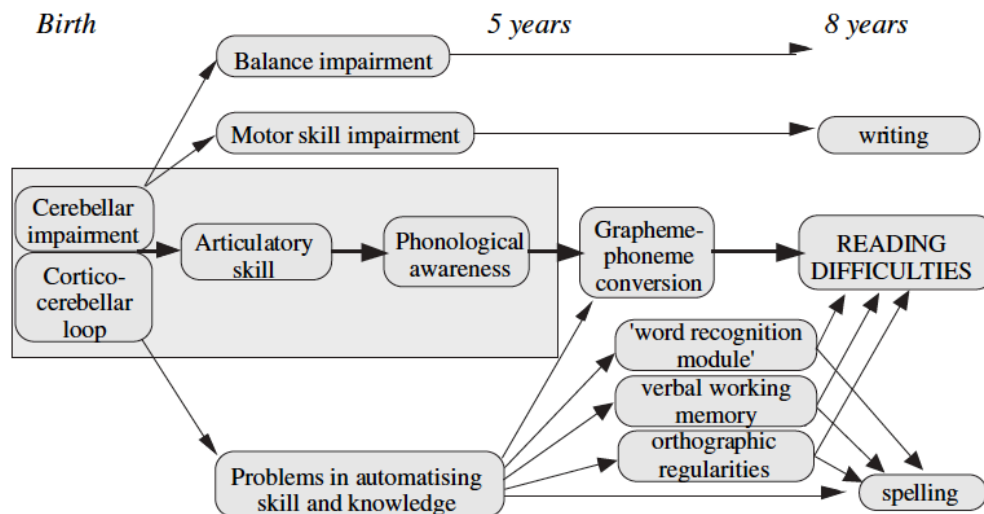 Birth 5 years 8 years
Balance impairment
Motor skill impairment
writing
Cerebellar
impairment
Cortico-
cerebellar
loop
Articulatory
skill
Phonological
awareness
Grapheme-
phoneme
conversion
READING
DIFFICULTIES
'word recognition
module'
verbal working
memory
orthographic
regularities
Problems in automatising
skill and knowledge
spelling